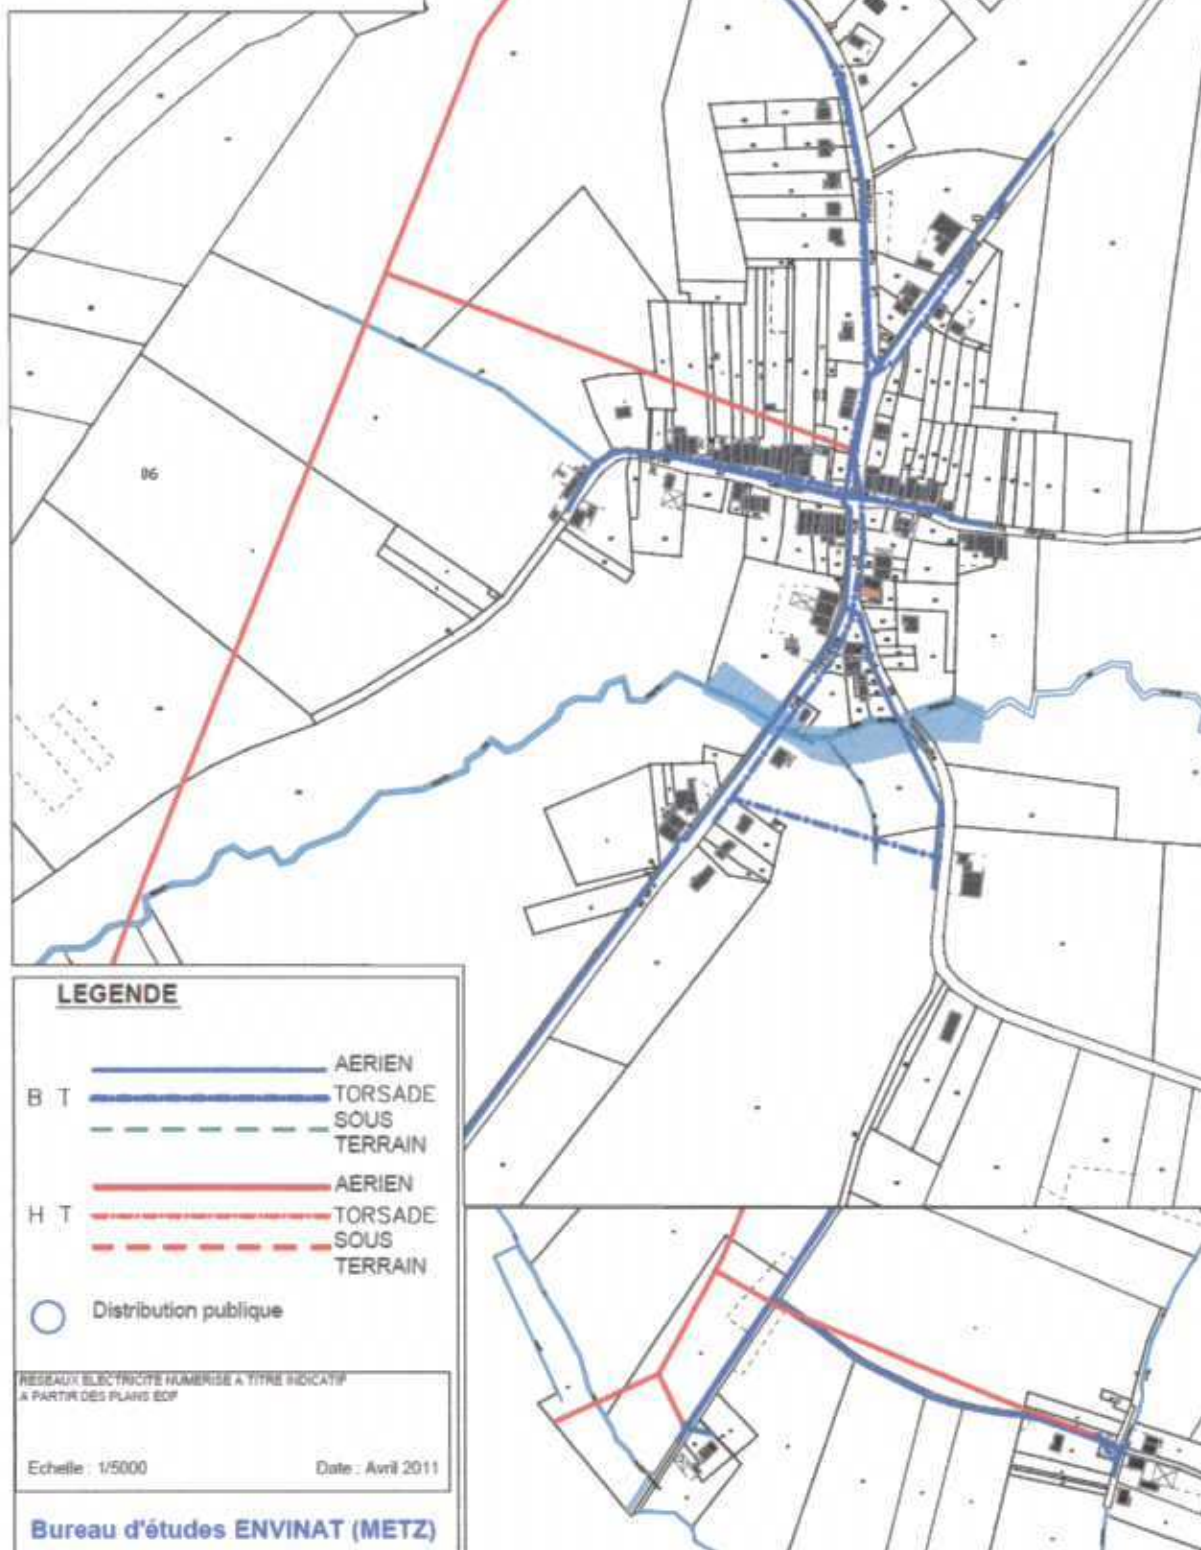 06
LEGENDE
AERIEN
B T
TORSADE
SOUS
TERRAIN
AERIEN
H T
TORSADE
SOUS
TERRAIN
Distribution publique
RESEAUX ELECTRICITE NUMERISE A TITRE INDICATIF
A PARTIR DES PLANS EDF
Echelle : 1/5000 Date : Avril 2011
Bureau d'études ENVINAT (METZ)